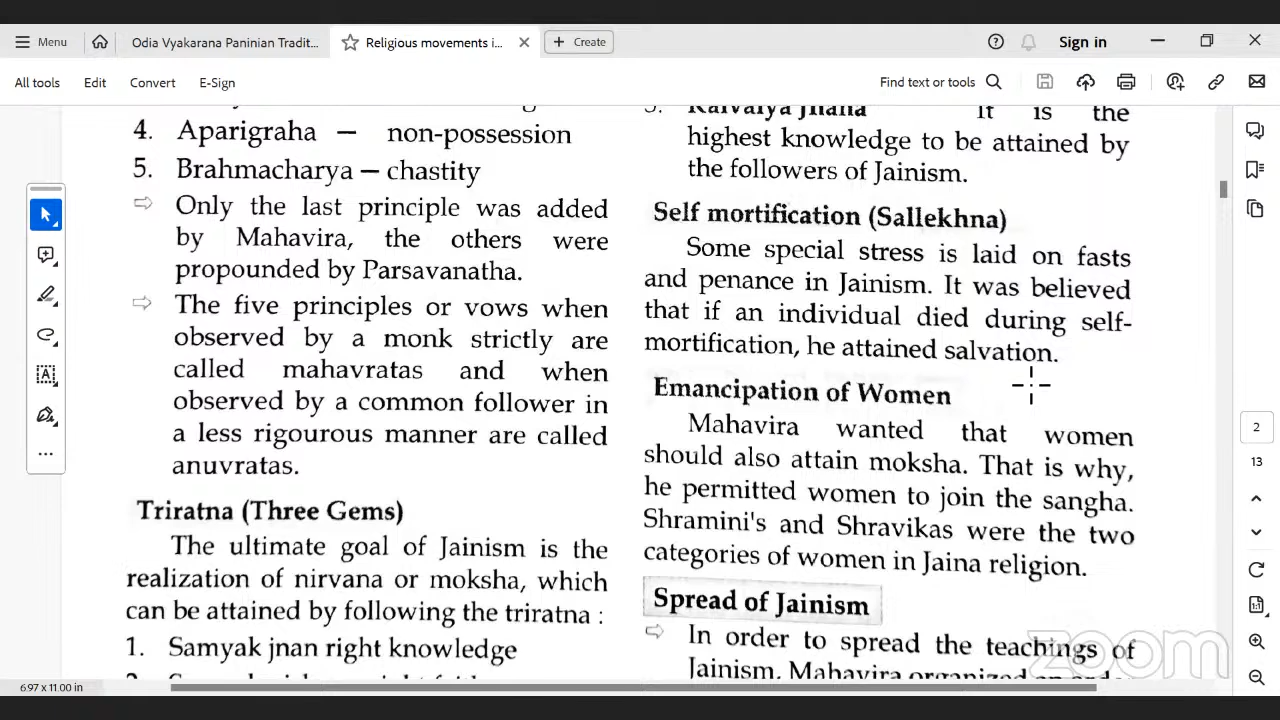 Menu
Odia Vyakarana Paninian Tradit...
Religious movements i...
Create
Sign in
All tools
Edit
Convert
E-Sign
Find text or tools
4. Aparigraha — non-possession
5. Brahmacharya — chastity
⇨ Only the last principle was added
by Mahavira, the others were
propounded by Parsavanatha.
⇨ The five principles or vows when
observed by a monk strictly are
called mahavratas and when
observed by a common follower in
a less rigourous manner are called
anuvratas.
Triratna (Three Gems)
The ultimate goal of Jainism is the
realization of nirvana or moksha, which
can be attained by following the triratna :
1. Samyak jnan right knowledge
Kaivalya Jnana It is the
highest knowledge to be attained by
the followers of Jainism.
Self mortification (Sallekhna)
Some special stress is laid on fasts
and penance in Jainism. It was believed
that if an individual died during self-
mortification, he attained salvation.
Emancipation of Women
Mahavira wanted that women
should also attain moksha. That is why,
he permitted women to join the sangha.
Shramini's and Shravikas were the two
categories of women in Jaina religion.
Spread of Jainism
⇨ In order to spread the teachings of
Jainism, Mahavira organized an order
2
13
6.97 x 11.00 in
zoom